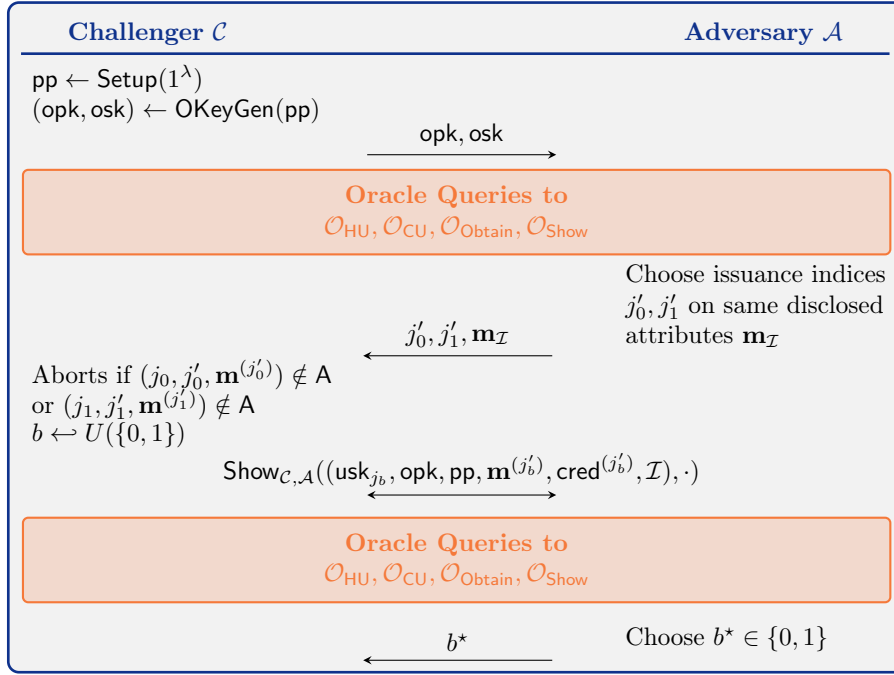 Challenger 𝒞 Adversary 𝒜
pp ← Setup(1^λ)
(opk, osk) ← OKeyGen(pp)
opk, osk
Oracle Queries to
𝒪_HU, 𝒪_CU, 𝒪_Obtain, 𝒪_Show
Choose issuance indices
j′_0, j′_1 on same disclosed
attributes 𝐦_ℐ
j′_0, j′_1, 𝐦_ℐ
Aborts if (j_0, j′_0, 𝐦^(j′_0)) ∉ A
or (j_1, j′_1, 𝐦^(j′_1)) ∉ A
b ↩ U({0, 1})
Show_𝒞,𝒜((usk_j_b, opk, pp, 𝐦^(j′_b), cred^(j′_b), ℐ), ·)
Oracle Queries to
𝒪_HU, 𝒪_CU, 𝒪_Obtain, 𝒪_Show
Choose b^⋆ ∈ {0, 1}
b^⋆